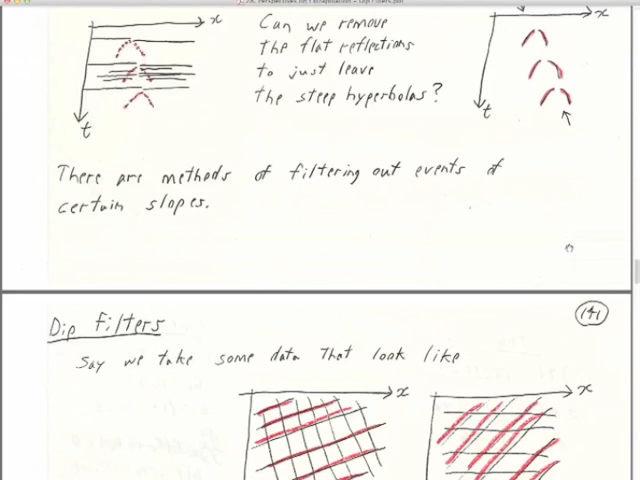 x
Can we remove
the flat reflections
to just leave
the steep hyperbolas?
x
t
t
There are methods of filtering out events of
certain slopes.
Dip filters
141
Say we take some data that look like
x
x